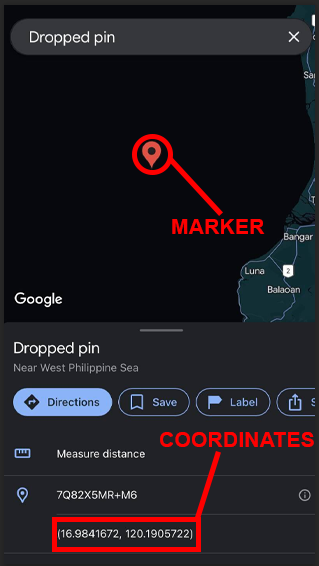 Dropped pin
MARKER
Bangar
Luna
2
Balaoan
Google
Dropped pin
Near West Philippine Sea
Directions
Save
Label
COORDINATES
Measure distance
7Q82X5MR+M6
(16.9841672, 120.1905722)